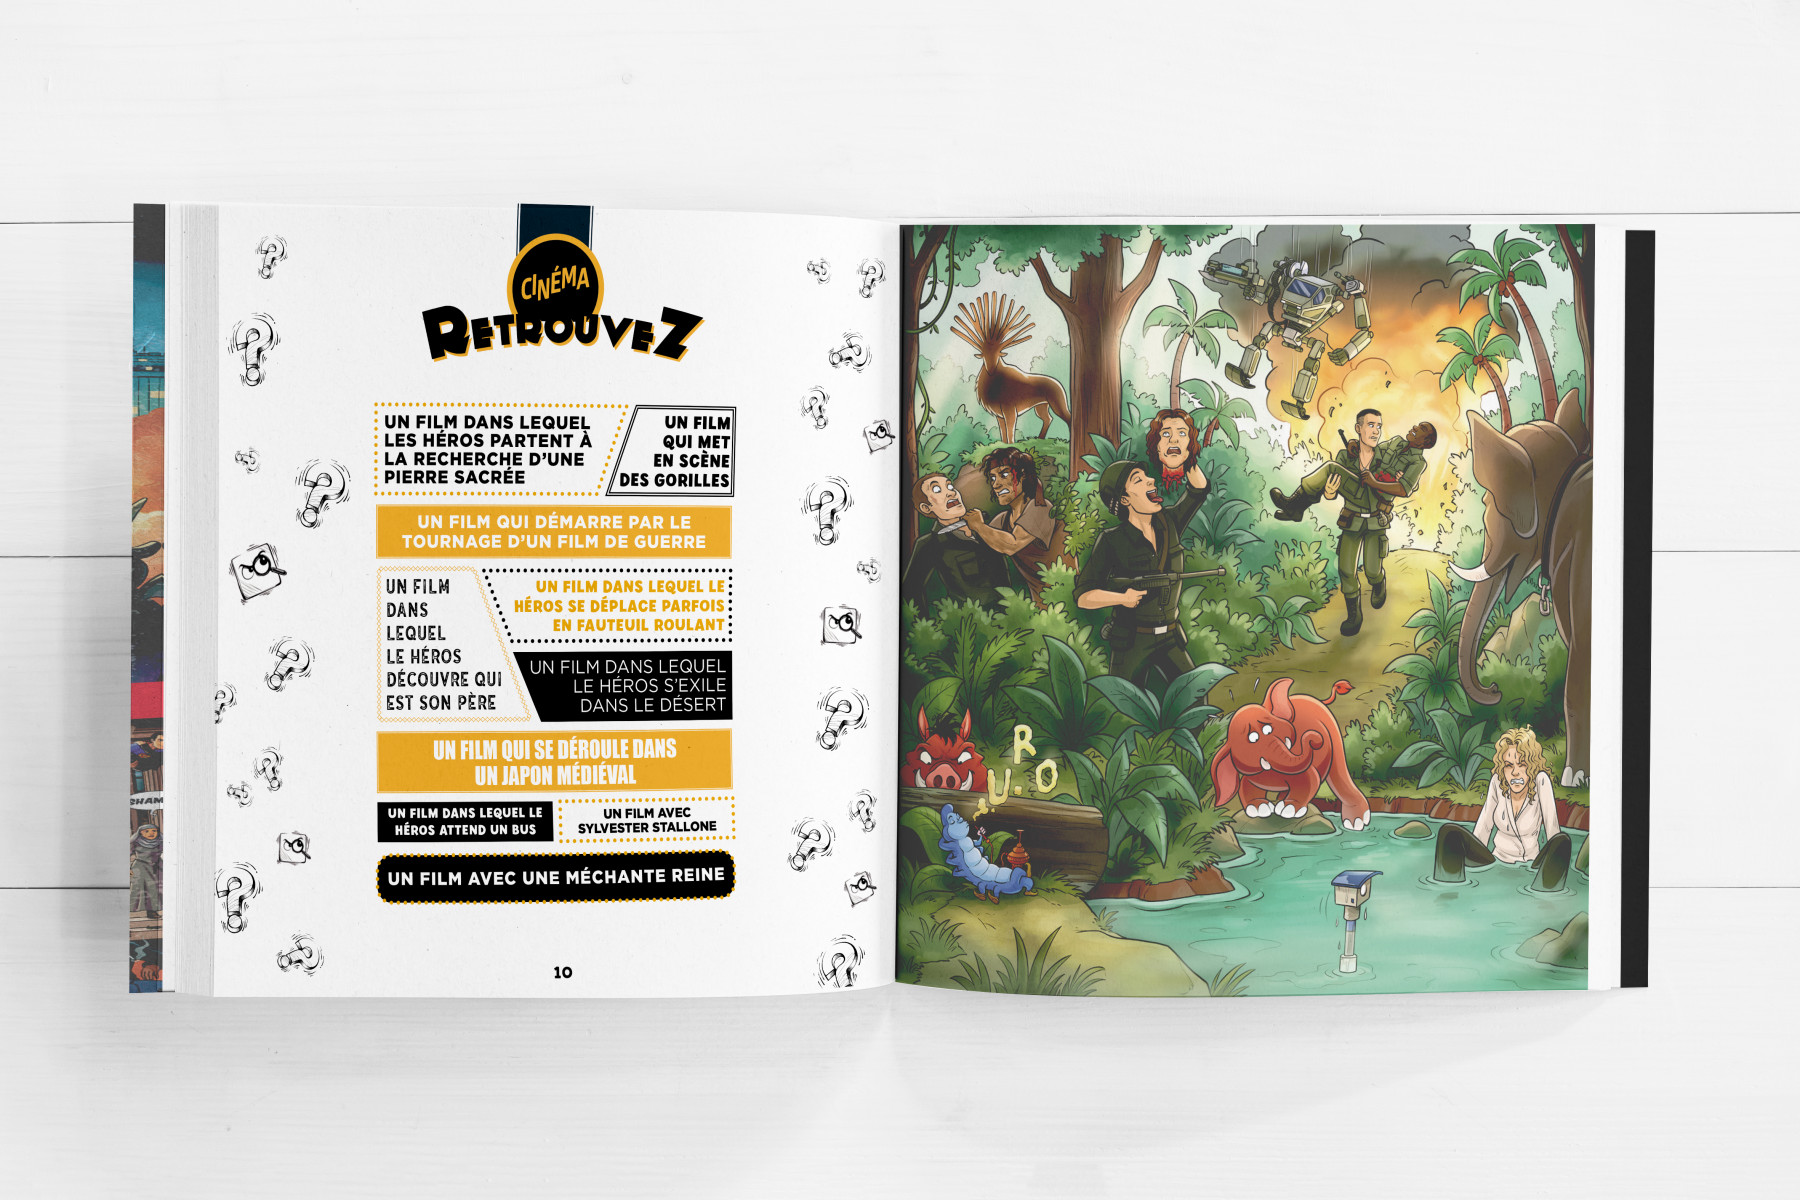 CINÉMA
RETROUVEZ
UN FILM DANS LEQUEL
LES HÉROS PARTENT À
LA RECHERCHE D'UNE
PIERRE SACRÉE
UN FILM
QUI MET
EN SCÈNE
DES GORILLES
UN FILM QUI DÉMARRE PAR LE
TOURNAGE D'UN FILM DE GUERRE
UN FILM
DANS
LEQUEL
LE HÉROS
DÉCOUVRE QUI
EST SON PÈRE
UN FILM DANS LEQUEL LE
HÉROS SE DÉPLACE PARFOIS
EN FAUTEUIL ROULANT
UN FILM DANS LEQUEL
LE HÉROS S'EXILE
DANS LE DÉSERT
UN FILM QUI SE DÉROULE DANS
UN JAPON MÉDIÉVAL
UN FILM DANS LEQUEL LE
HÉROS ATTEND UN BUS
UN FILM AVEC
SYLVESTER STALLONE
UN FILM AVEC UNE MÉCHANTE REINE
10
R
U.O